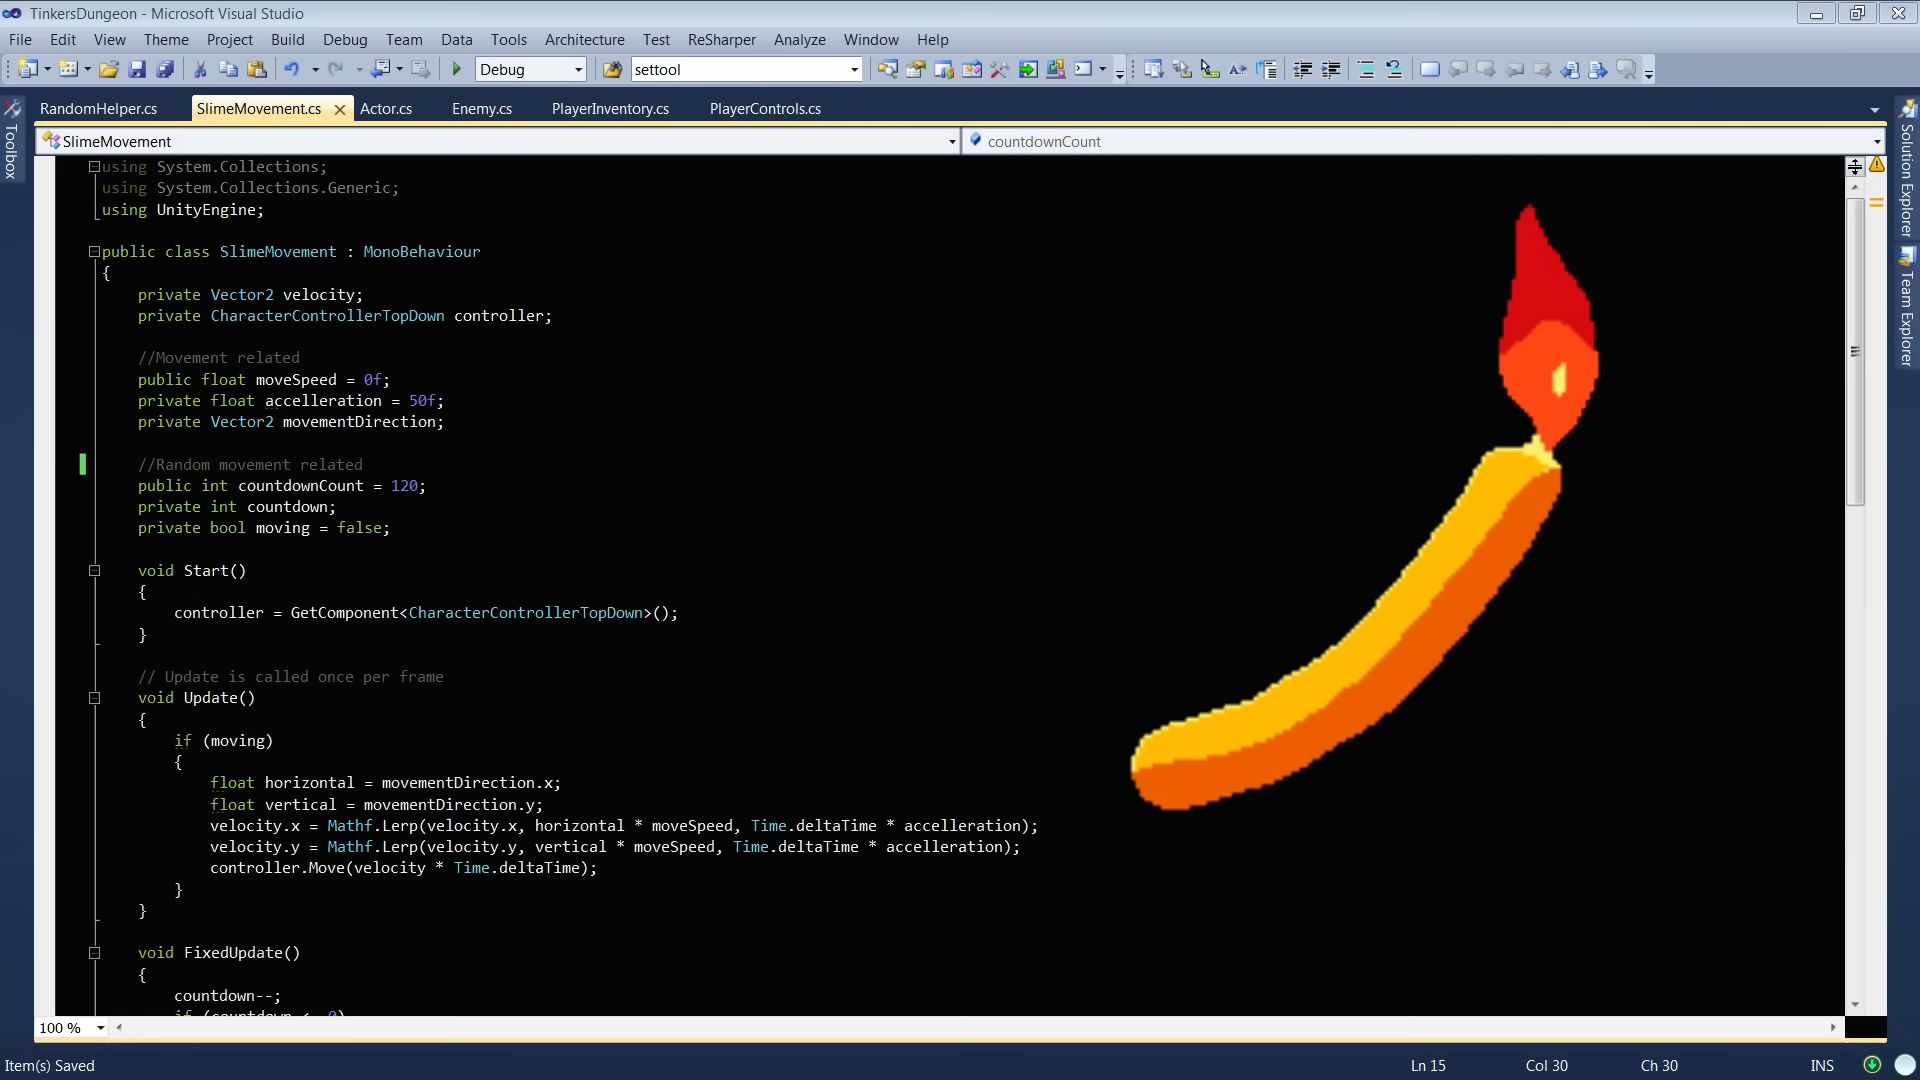 TinkersDungeon - Microsoft Visual Studio
File Edit View Theme Project Build Debug Team Data Tools Architecture Test ReSharper Analyze Window Help
Debug settool
RandomHelper.cs SlimeMovement.cs Actor.cs Enemy.cs PlayerInventory.cs PlayerControls.cs
SlimeMovement countdownCount
Toolbox
Solution Explorer
Team Explorer
using System.Collections;
using System.Collections.Generic;
using UnityEngine;
public class SlimeMovement : MonoBehaviour
{
private Vector2 velocity;
private CharacterControllerTopDown controller;
//Movement related
public float moveSpeed = 0f;
private float accelleration = 50f;
private Vector2 movementDirection;
//Random movement related
public int countdownCount = 120;
private int countdown;
private bool moving = false;
void Start()
{
controller = GetComponent<CharacterControllerTopDown>();
}
// Update is called once per frame
void Update()
{
if (moving)
{
float horizontal = movementDirection.x;
float vertical = movementDirection.y;
velocity.x = Mathf.Lerp(velocity.x, horizontal * moveSpeed, Time.deltaTime * accelleration);
velocity.y = Mathf.Lerp(velocity.y, vertical * moveSpeed, Time.deltaTime * accelleration);
controller.Move(velocity * Time.deltaTime);
}
}
void FixedUpdate()
{
countdown--;
100 %
Item(s) Saved Ln 15 Col 30 Ch 30 INS